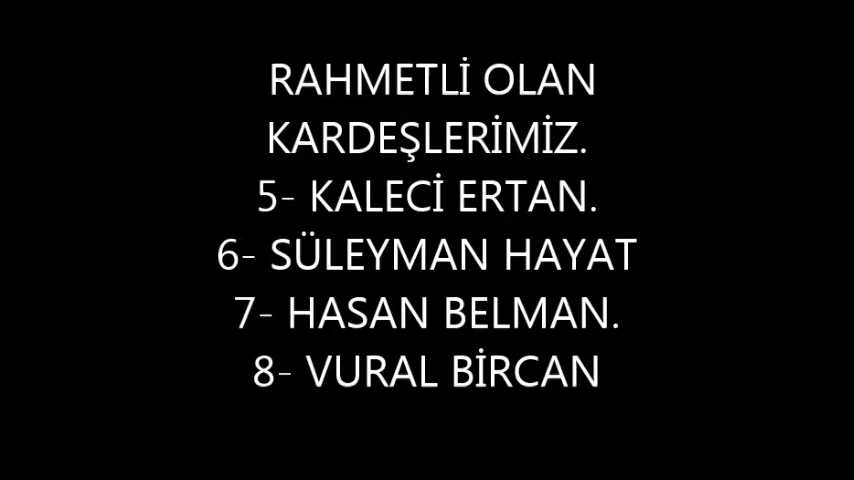 RAHMETLİ OLAN
KARDEŞLERİMİZ.
5- KALECİ ERTAN.
6- SÜLEYMAN HAYAT
7- HASAN BELMAN.
8- VURAL BİRCAN